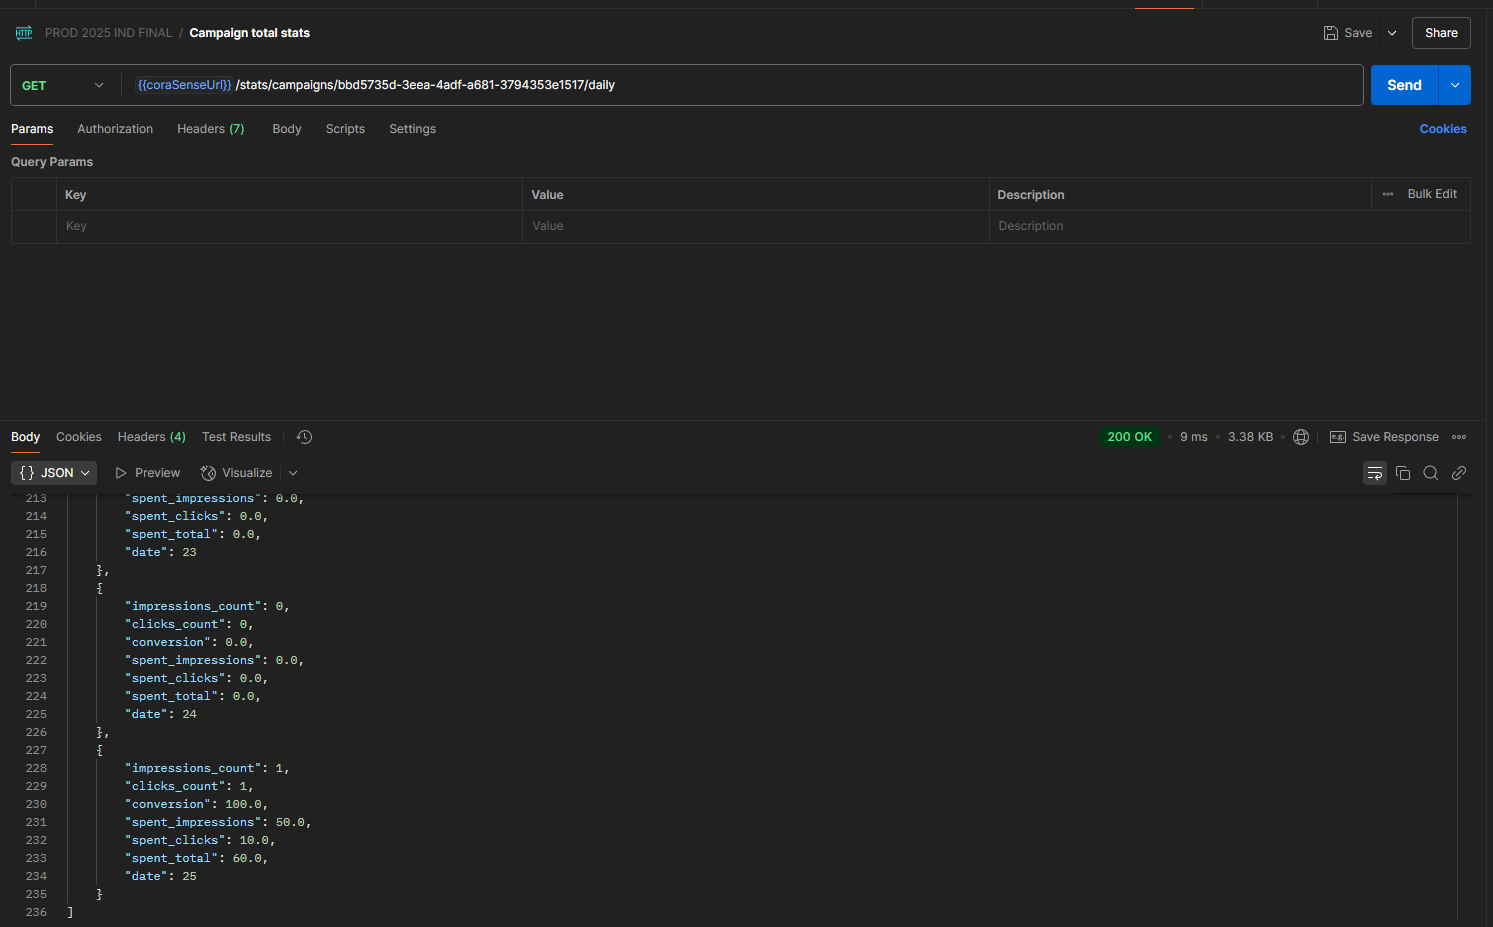 HTTP PROD 2025 IND FINAL / Campaign total stats Save Share
GET {{coraSenseUrl}} /stats/campaigns/bbd5735d-3eea-4adf-a681-3794353e1517/daily Send
Params Authorization Headers (7) Body Scripts Settings Cookies
Query Params
Key Value Description ••• Bulk Edit
Key Value Description
Body Cookies Headers (4) Test Results 200 OK • 9 ms • 3.38 KB • e.g. Save Response •••
{} JSON Preview Visualize
213 "spent_impressions": 0.0,
214 "spent_clicks": 0.0,
215 "spent_total": 0.0,
216 "date": 23
217 },
218 {
219 "impressions_count": 0,
220 "clicks_count": 0,
221 "conversion": 0.0,
222 "spent_impressions": 0.0,
223 "spent_clicks": 0.0,
224 "spent_total": 0.0,
225 "date": 24
226 },
227 {
228 "impressions_count": 1,
229 "clicks_count": 1,
230 "conversion": 100.0,
231 "spent_impressions": 50.0,
232 "spent_clicks": 10.0,
233 "spent_total": 60.0,
234 "date": 25
235 }
236 ]